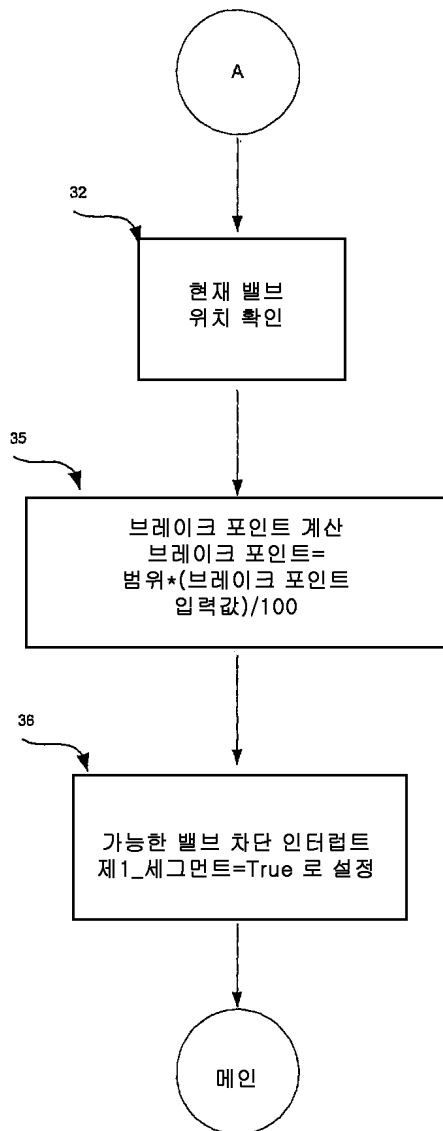 A
32
현재 밸브
위치 확인
35
브레이크 포인트 계산
브레이크 포인트=
범위*(브레이크 포인트
입력값)/100
36
가능한 밸브 차단 인터럽트
제1_세그먼트=True 로 설정
메인